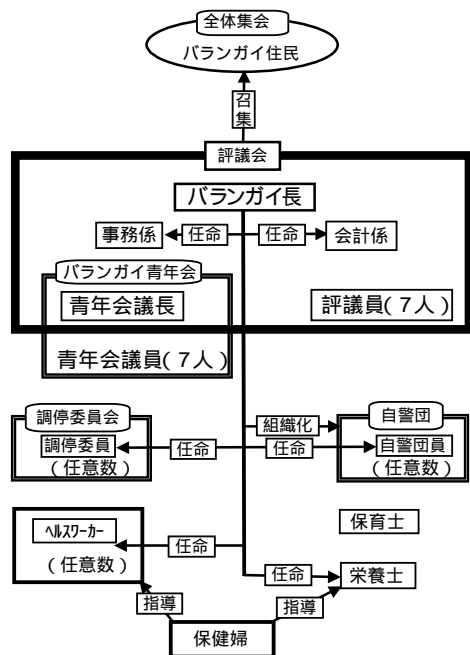 全体集会
バランガイ住民
召集
評議会
バランガイ長
事務係
任命
任命
会計係
バランガイ青年会
青年会議長
評議員(7人)
青年会議員(7人)
調停委員会
組織化
自警団
調停委員
任命
任命
自警団員
(任意数)
(任意数)
ヘルスワーカー
任命
保育士
(任意数)
任命
栄養士
指導
指導
保健婦